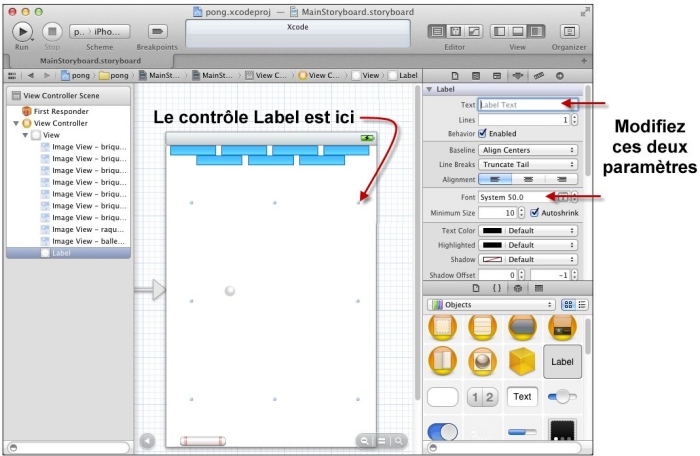 pong.xcodeproj — MainStoryboard.storyboard
p.. › iPho...
Xcode
Run
Stop
Scheme
Breakpoints
Editor
View
Organizer
MainStoryboard.storyboard
pong › pong › MainSt... › MainSt... › View C... › View C... › View › Label
View Controller Scene
First Responder
View Controller
View
Image View – briqu...
Image View – briqu...
Image View – briqu...
Image View – briqu...
Image View – briqu...
Image View – briqu...
Image View – briqu...
Image View – raqu...
Image View – balle...
Label
Le contrôle Label est ici
Label
Text Label Text
Lines 1
Behavior Enabled
Baseline Align Centers
Line Breaks Truncate Tail
Alignment
Font System 50.0
Minimum Size 10 Autoshrink
Text Color Default
Highlighted Default
Shadow Default
Shadow Offset 0 -1
Modifiez
ces deux
paramètres
Objects
Label
1 2
Text